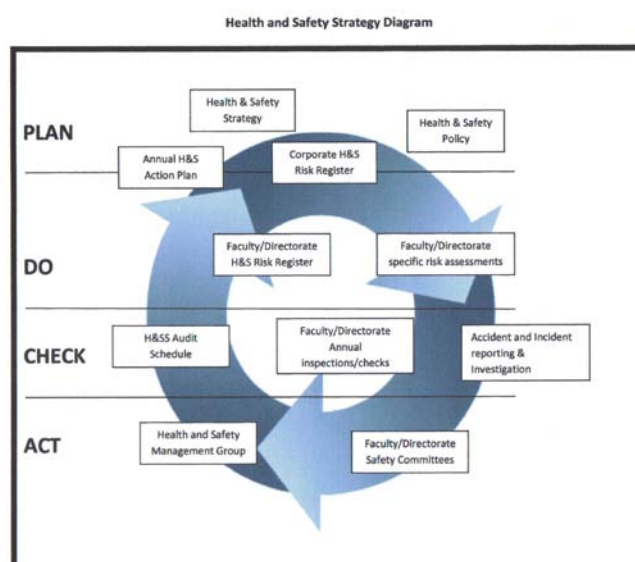 Health and Safety Strategy Diagram
PLAN
Health & Safety
Strategy
Health & Safety
Policy
Annual H&S
Action Plan
Corporate H&S
Risk Register
DO
Faculty/Directorate
H&S Risk Register
Faculty/Directorate
specific risk assessments
CHECK
H&SS Audit
Schedule
Faculty/Directorate
Annual
inspections/checks
Accident and Incident
reporting &
Investigation
ACT
Health and Safety
Management Group
Faculty/Directorate
Safety Committees